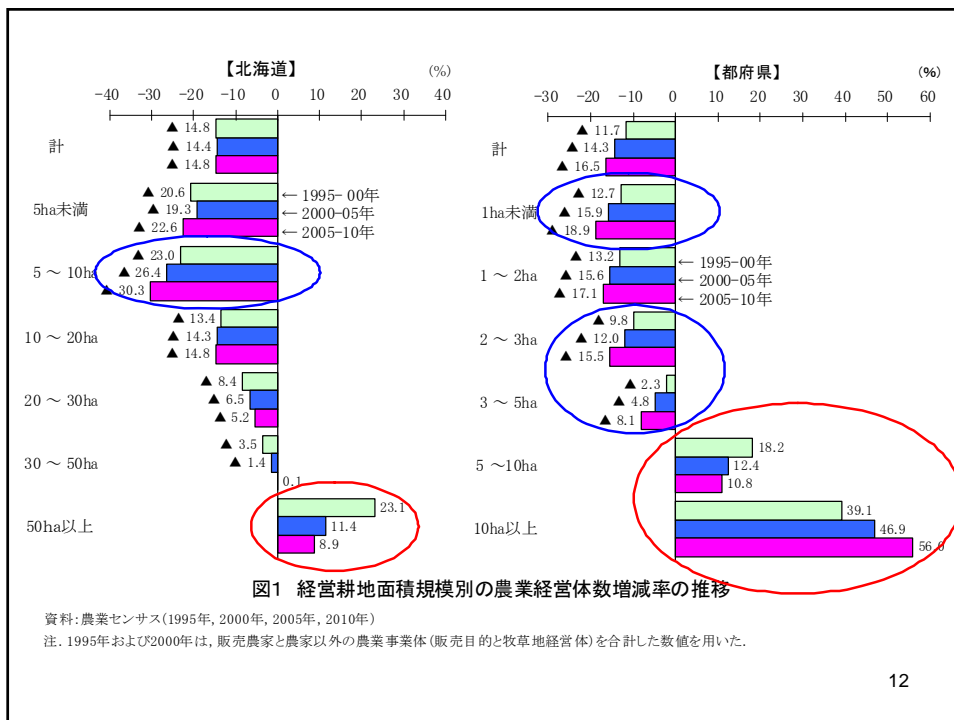 【北海道】
(%)
-40 -30 -20 -10 0 10 20 30 40
計
▲ 14.8
▲ 14.4
▲ 14.8
5ha未満
▲ 20.6
▲ 19.3
▲ 22.6
← 1995- 00年
← 2000-05年
← 2005-10年
5 ～ 10ha
▲ 23.0
▲ 26.4
▲ 30.3
10 ～ 20ha
▲ 13.4
▲ 14.3
▲ 14.8
20 ～ 30ha
▲ 8.4
▲ 6.5
▲ 5.2
30 ～ 50ha
▲ 3.5
▲ 1.4
0.1
50ha以上
23.1
11.4
8.9
【都府県】
(%)
-30 -20 -10 0 10 20 30 40 50 60
計
▲ 11.7
▲ 14.3
▲ 16.5
1ha未満
▲ 12.7
▲ 15.9
▲ 18.9
1 ～ 2ha
▲ 13.2
▲ 15.6
▲ 17.1
← 1995-00年
← 2000-05年
← 2005-10年
2 ～ 3ha
▲ 9.8
▲ 12.0
▲ 15.5
3 ～ 5ha
▲ 2.3
▲ 4.8
▲ 8.1
5 ～10ha
18.2
12.4
10.8
10ha以上
39.1
46.9
56.0
図1 経営耕地面積規模別の農業経営体数増減率の推移
資料:農業センサス(1995年, 2000年, 2005年, 2010年)
注. 1995年および2000年は, 販売農家と農家以外の農業事業体(販売目的と牧草地経営体)を合計した数値を用いた.
12